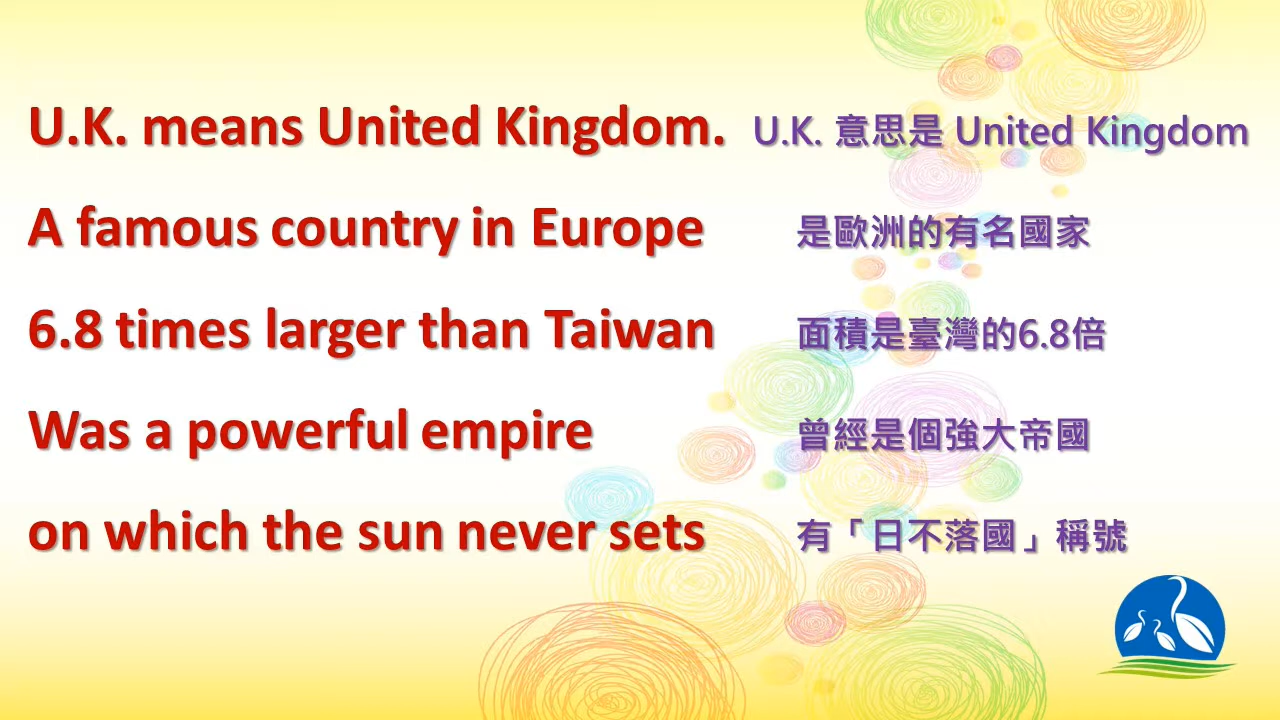 U.K. means United Kingdom. U.K. 意思是 United Kingdom
A famous country in Europe 是歐洲的有名國家
6.8 times larger than Taiwan 面積是臺灣的6.8倍
Was a powerful empire 曾經是個強大帝國
on which the sun never sets 有「日不落國」稱號